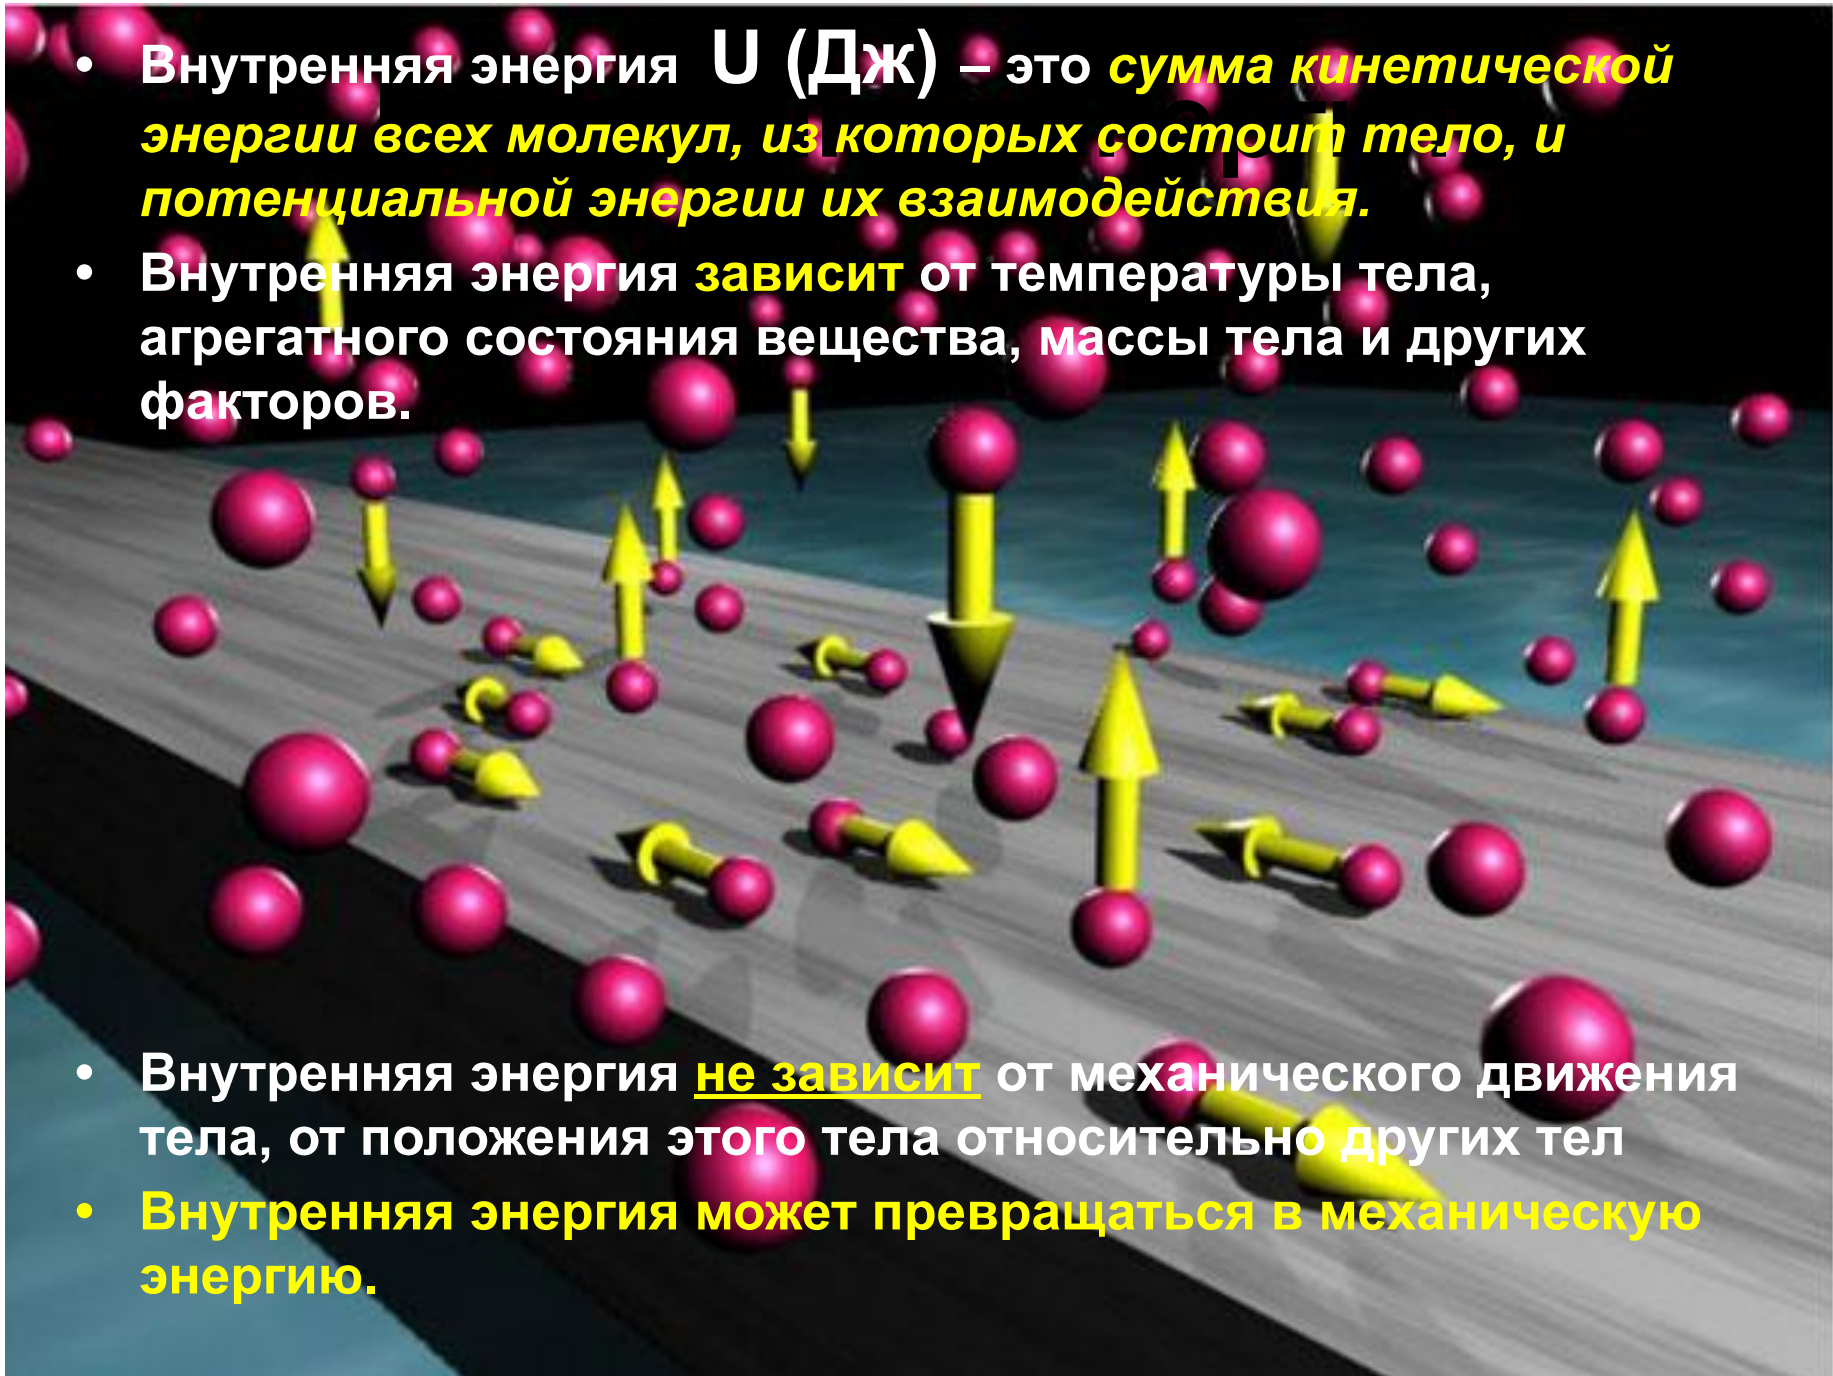 • Внутренняя энергия U (Дж) – это сумма кинетической
энергии всех молекул, из которых состоит тело, и
потенциальной энергии их взаимодействия.
• Внутренняя энергия зависит от температуры тела,
агрегатного состояния вещества, массы тела и других
факторов.
• Внутренняя энергия не зависит от механического движения
тела, от положения этого тела относительно других тел
• Внутренняя энергия может превращаться в механическую
энергию.